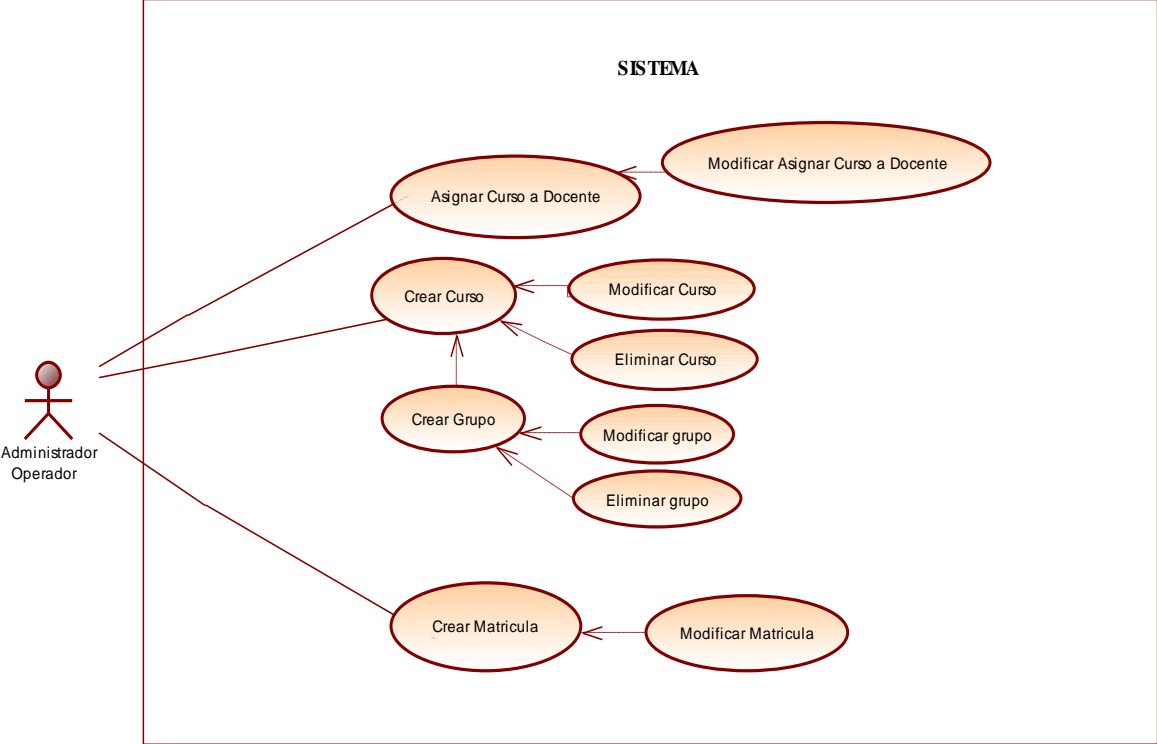 SISTEMA
Modificar Asignar Curso a Docente
Asignar Curso a Docente
Modificar Curso
Crear Curso
Eliminar Curso
Crear Grupo
Modificar grupo
Administrador
Operador
Eliminar grupo
Crear Matricula
Modificar Matricula